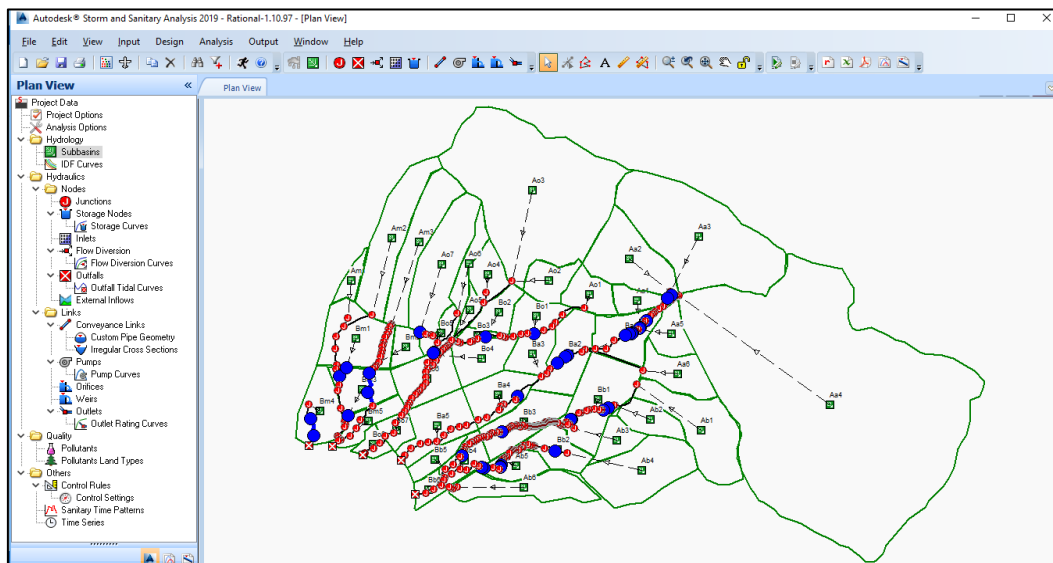 Autodesk® Storm and Sanitary Analysis 2019 - Rational-1.10.97 - [Plan View]
File Edit View Input Design Analysis Output Window Help
Plan View
Plan View
Project Data
Project Options
Analysis Options
Hydrology
Subbasins
IDF Curves
Hydraulics
Nodes
Junctions
Storage Nodes
Storage Curves
Inlets
Flow Diversion
Flow Diversion Curves
Outfalls
Outfall Tidal Curves
External Inflows
Links
Conveyance Links
Custom Pipe Geometry
Irregular Cross Sections
Pumps
Pump Curves
Orifices
Weirs
Outlets
Outlet Rating Curves
Quality
Pollutants
Pollutants Land Types
Others
Control Rules
Control Settings
Sanitary Time Patterns
Time Series
Ao3
Am2 Am3 Aa3
Ao7 Ao6 Aa2
Ao4 Ao2
Ao1
Ao5 Bo2 Bo1
Bm1 Bo3 Aa5
Bo4 Ba3 Ba2
Aa6
Ba4 Bb1 Aa4
Bm4 Bm5 Ba5 Bb3 Ab2 Ab1
Ab3
Bb2
Bb5 Ab5 Ab4
Ab6